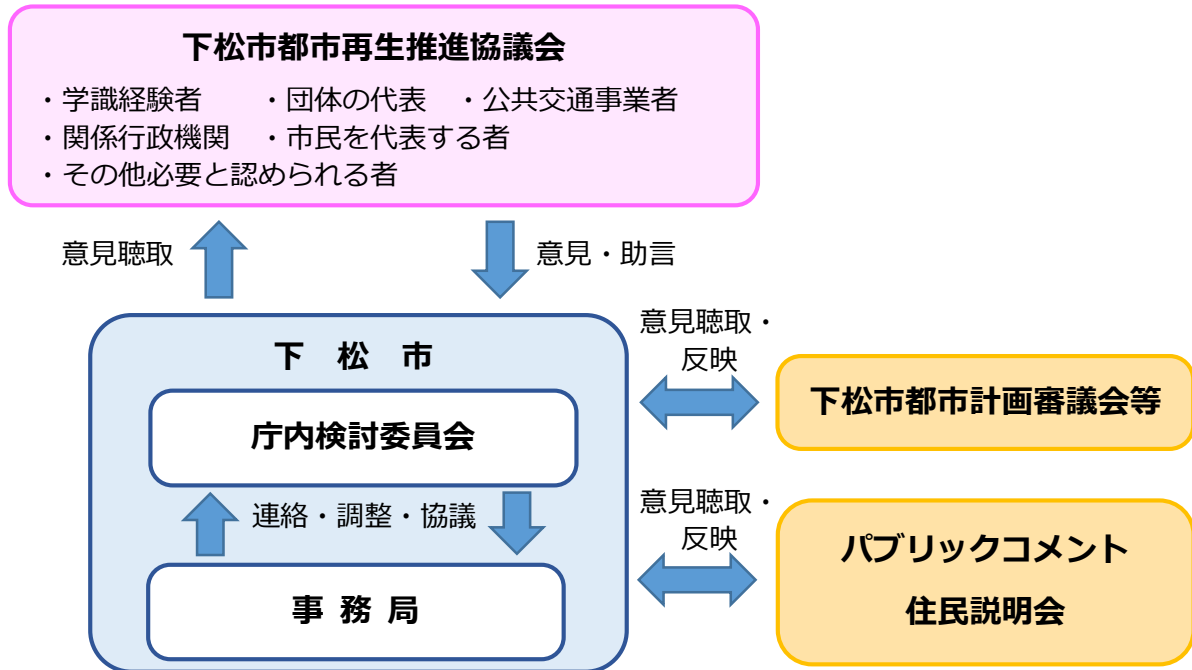 下松市都市再生推進協議会
・学識経験者　　・団体の代表　・公共交通事業者
・関係行政機関　・市民を代表する者
・その他必要と認められる者
意見聴取
意見・助言
下　松　市
庁内検討委員会
連絡・調整・協議
事 務 局
意見聴取・
反映
下松市都市計画審議会等
意見聴取・
反映
パブリックコメント
住民説明会